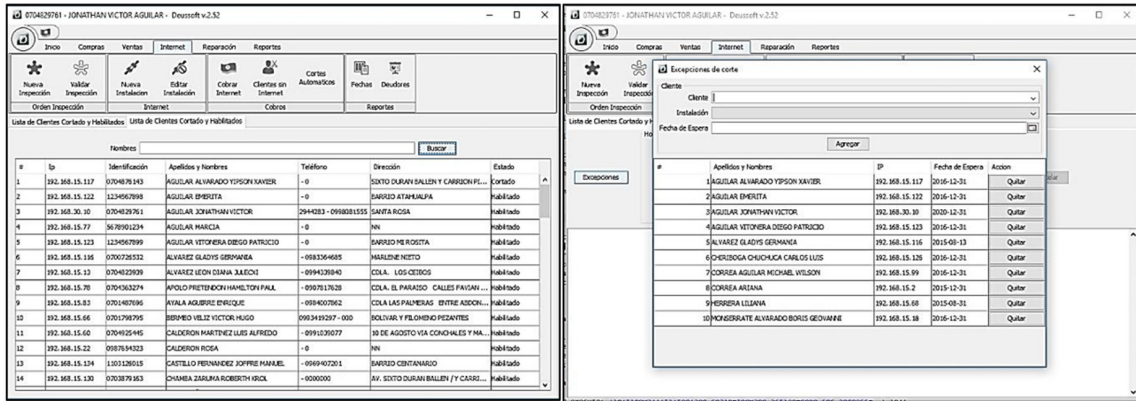 0704829761 - JONATHAN VICTOR AGUILAR - Deussoft v.2.52
Inicio Compras Ventas Internet Reparación Reportes
Nueva Inspección
Validar Inspección
Nueva Instalacion
Editar Instalación
Cobrar Internet
Clientes sin Internet
Cortes Automaticos
Fechas
Deudores
Orden Inspección Internet Cobros Reportes
Lista de Clientes Cortado y Habilitados Lista de Clientes Cortado y Habilitados
Nombres Buscar
# Ip Identificación Apellidos y Nombres Teléfono Dirección Estado
1 192.168.15.117 0704876143 AGUILAR ALVARADO YIPSON XAVIER - 0 SIXTO DURAN BALLEN Y CARRION PI... Cortado
2 192.168.15.122 1234567898 AGUILAR EMERITA - 0 BARRIO ATAHUALPA Habilitado
3 192.168.30.10 0704829761 AGUILAR JONATHAN VICTOR 2944283 - 0998081555 SANTA ROSA Habilitado
4 192.168.15.77 5678901234 AGUILAR MARCIA - 0 NN Habilitado
5 192.168.15.123 1234567899 AGUILAR VITONERA DIEGO PATRICIO - 0 BARRIO MI ROSITA Habilitado
6 192.168.15.116 0700726532 ALVAREZ GLADYS GERMANIA - 0983364685 MARLENE NIETO Habilitado
7 192.168.15.13 0704823939 ALVAREZ LEON DIANA JULECXI - 0994339840 CDLA. LOS CEIBOS Habilitado
8 192.168.15.78 0704363274 APOLO PRETENDON HAMILTON PAUL - 0987817628 CDLA. EL PARAISO CALLES FAVIAN ... Habilitado
9 192.168.15.83 0701487696 AYALA AGUIRRE ENRIQUE - 0984007862 CDLA LAS PALMERAS ENTRE ABDON... Habilitado
10 192.168.15.66 0701798795 BERMEO VELIZ VICTOR HUGO 0983419297 - 000 BOLIVAR Y FILOMENO PEZANTES Habilitado
11 192.168.15.60 0704925445 CALDERON MARTINEZ LUIS ALFREDO - 0991039077 10 DE AGOSTO VIA CONCHALES Y MA... Habilitado
12 192.168.15.22 0987654323 CALDERON ROSA - 0 NN Habilitado
13 192.168.15.134 1103126015 CASTILLO FERNANDEZ JOFFRE MANUEL - 0969407201 BARRIO CENTANARIO Habilitado
14 192.168.15.130 0703879163 CHAMBA ZARUMA ROBERTH KROL - 0000000 AV. SIXTO DURAN BALLEN / Y CARRI... Habilitado
0704829761 - JONATHAN VICTOR AGUILAR - Deussoft v.2.52
Inicio Compras Ventas Internet Reparación Reportes
Nueva Inspección
Validar
Orden Inspección
Lista de Clientes Cortado y H
Excepciones
Excepciones de corte
Cliente
Cliente
Instalación
Fecha de Espera
Agregar
# Apellidos y Nombres IP Fecha de Espera Accion
1 AGUILAR ALVARADO YIPSON XAVIER 192.168.15.117 2016-12-31 Quitar
2 AGUILAR EMERITA 192.168.15.122 2016-12-31 Quitar
3 AGUILAR JONATHAN VICTOR 192.168.30.10 2020-12-31 Quitar
4 AGUILAR VITONERA DIEGO PATRICIO 192.168.15.123 2016-12-31 Quitar
5 ALVAREZ GLADYS GERMANIA 192.168.15.116 2015-08-13 Quitar
6 CHERIBOGA CHUCHUCA CARLOS LUIS 192.168.15.126 2016-12-31 Quitar
7 CORREA AGUILAR MICHAEL WILSON 192.168.15.99 2016-12-31 Quitar
8 CORREA ARIANA 192.168.15.2 2015-12-31 Quitar
9 HERRERA LILIANA 192.168.15.68 2015-08-31 Quitar
10 MONSERRATE ALVARADO BORIS GEOVANNI 192.168.15.18 2016-12-31 Quitar